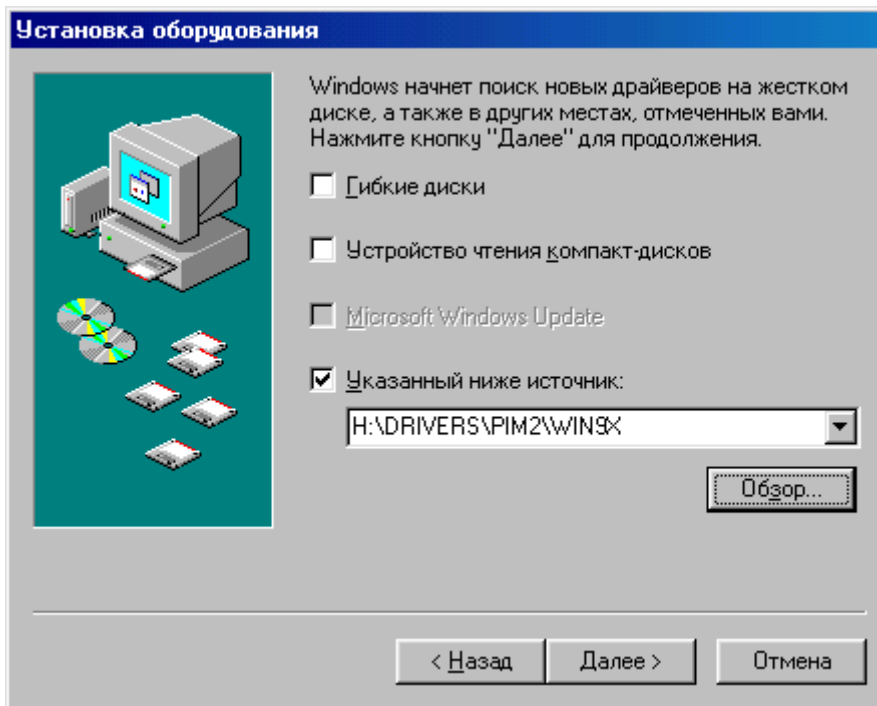 Установка оборудования
Windows начнет поиск новых драйверов на жестком
диске, а также в других местах, отмеченных вами.
Нажмите кнопку "Далее" для продолжения.
Гибкие диски
Устройство чтения компакт-дисков
Microsoft Windows Update
Указанный ниже источник:
H:\DRIVERS\PIM2\WIN9X
Обзор...
< Назад
Далее >
Отмена